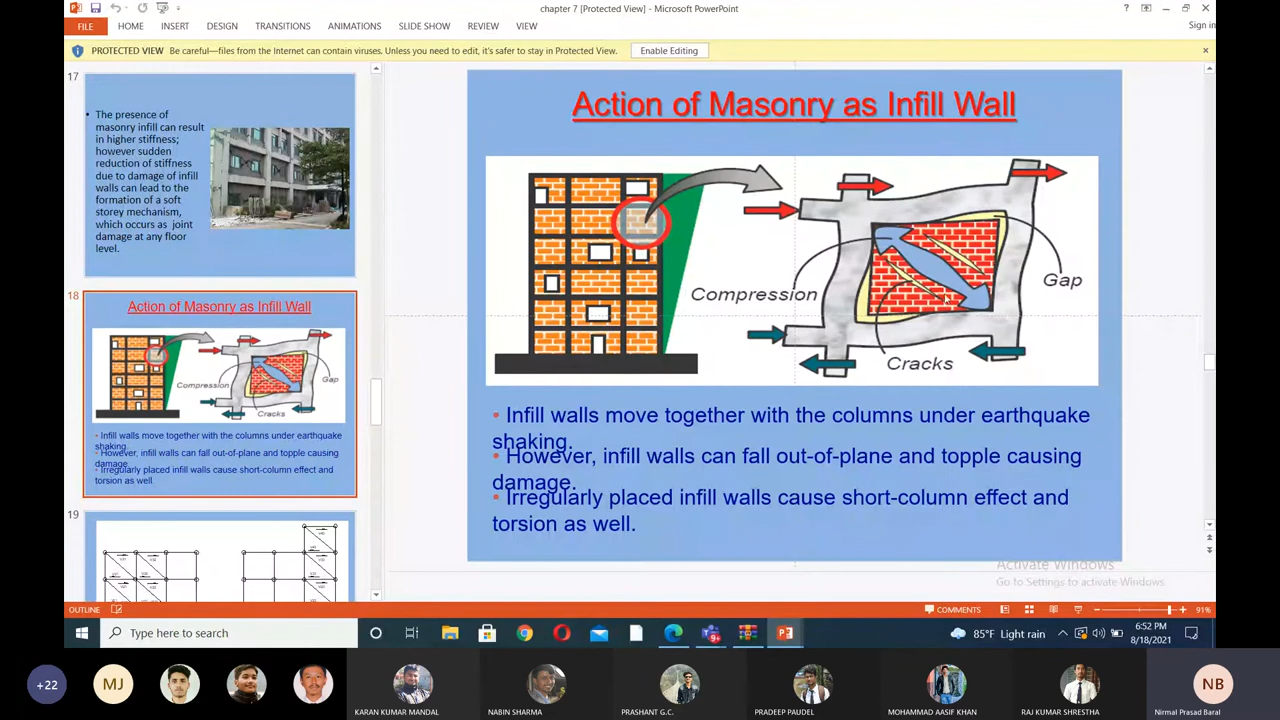 chapter 7 [Protected View] - Microsoft PowerPoint
Sign in
FILE HOME INSERT DESIGN TRANSITIONS ANIMATIONS SLIDE SHOW REVIEW VIEW
PROTECTED VIEW Be careful—files from the Internet can contain viruses. Unless you need to edit, it's safer to stay in Protected View. Enable Editing
17
• The presence of
masonry infill can result
in higher stiffness;
however sudden
reduction of stiffness
due to damage of infill
walls can lead to the
formation of a soft
storey mechanism,
which occurs as joint
damage at any floor
level.
18
Action of Masonry as Infill Wall
Compression
Gap
Cracks
• Infill walls move together with the columns under earthquake
shaking.
• However, infill walls can fall out-of-plane and topple causing
damage.
• Irregularly placed infill walls cause short-column effect and
torsion as well.
19
Action of Masonry as Infill Wall
Compression
Gap
Cracks
• Infill walls move together with the columns under earthquake
shaking.
• However, infill walls can fall out-of-plane and topple causing
damage.
• Irregularly placed infill walls cause short-column effect and
torsion as well.
Activate Windows
Go to Settings to activate Windows.
OUTLINE
COMMENTS
91%
Type here to search
9+
85°F Light rain
6:52 PM
8/18/2021
+22
MJ
KARAN KUMAR MANDAL
NABIN SHARMA
PRASHANT G.C.
PRADEEP PAUDEL
MOHAMMAD AASIF KHAN
RAJ KUMAR SHRESTHA
NB
Nirmal Prasad Baral